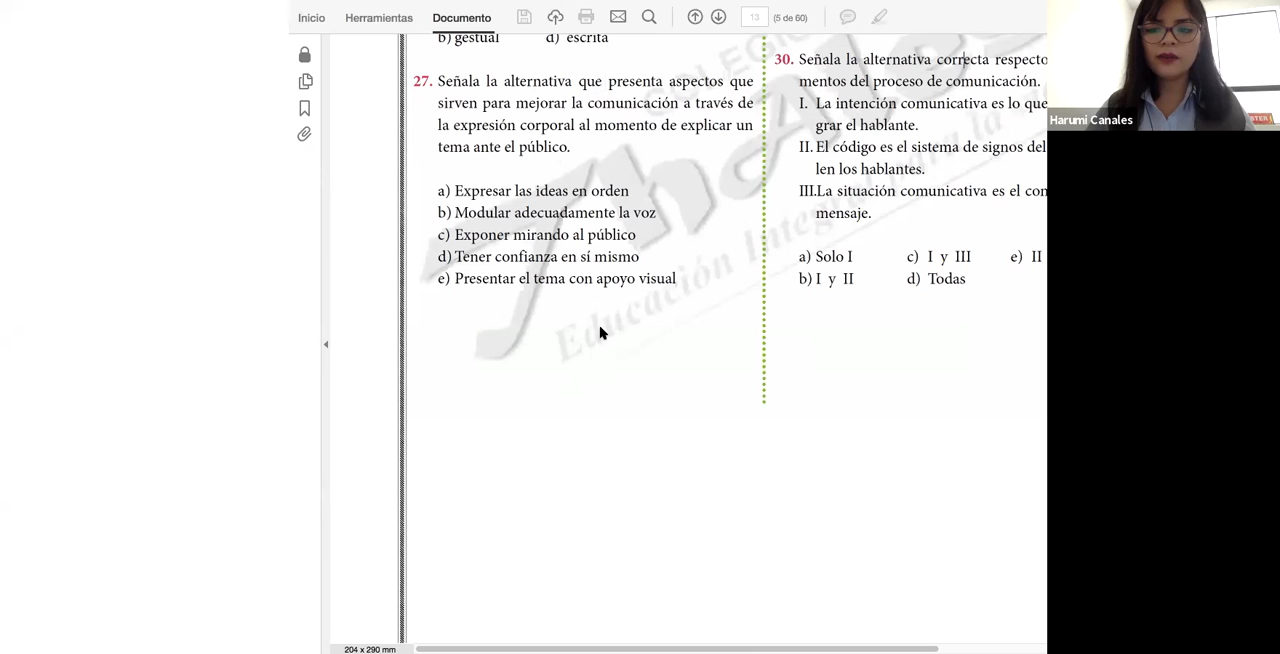 Inicio Herramientas Documento 13 (5 de 60)
b) gestual d) escrita
27. Señala la alternativa que presenta aspectos que
sirven para mejorar la comunicación a través de
la expresión corporal al momento de explicar un
tema ante el público.
a) Expresar las ideas en orden
b) Modular adecuadamente la voz
c) Exponer mirando al público
d) Tener confianza en sí mismo
e) Presentar el tema con apoyo visual
30. Señala la alternativa correcta respecto
mentos del proceso de comunicación.
I. La intención comunicativa es lo que
grar el hablante.
II. El código es el sistema de signos del
len los hablantes.
III.La situación comunicativa es el con
mensaje.
a) Solo I c) I y III e) II
b) I y II d) Todas
Educación Integral para la
Harumi Canales
204 x 290 mm